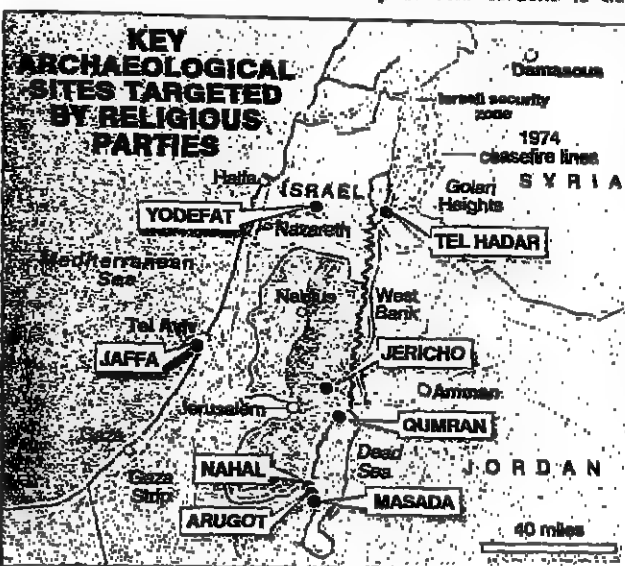 KEY
ARCHAEOLOGICAL
SITES TARGETED
BY RELIGIOUS
PARTIES
Damascus
Israeli security
zone
1974
ceasefire lines
SYRIA
Haifa
ISRAEL
Golan
Heights
YODEFAT
Nazareth
TEL HADAR
Mediterranean
Sea
Nablus
West
Bank
Tel Aviv
JAFFA
JERICHO
Amman
Jerusalem
QUMRAN
Gaza
Dead
Sea
JORDAN
NAHAL
Gaza
Strip
MASADA
ARUGOT
40 miles